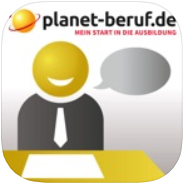 planet-beruf.de
MEIN START IN DIE AUSBILDUNG